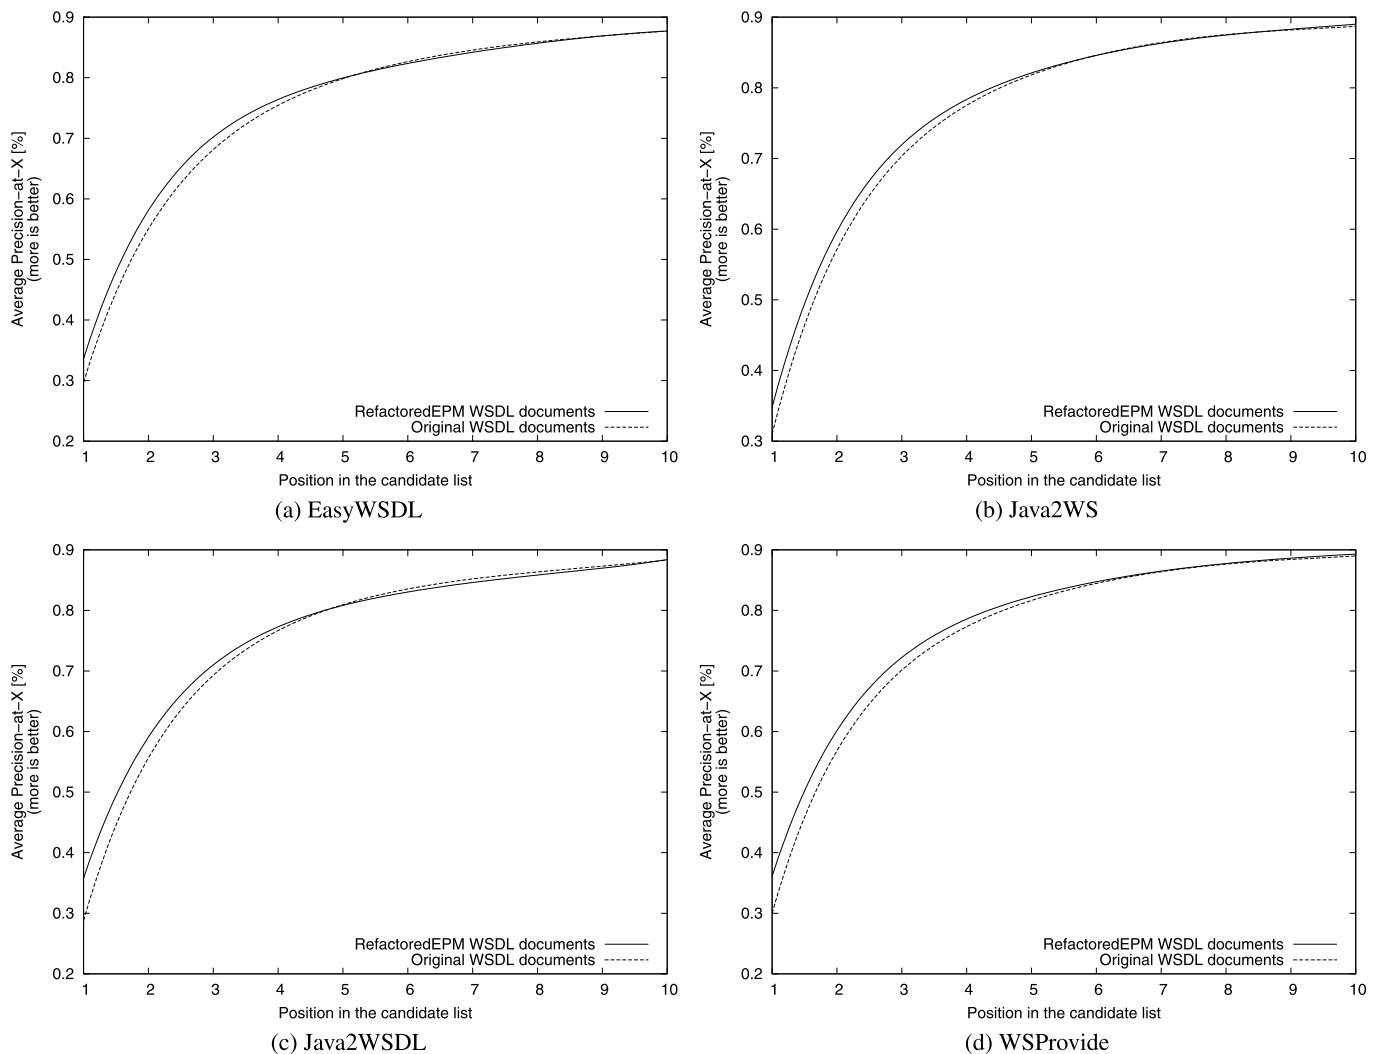 0.9
0.8
0.7
0.6
0.5
0.4
0.3
0.2
Average Precision-at-X [%]
(more is better)
RefactoredEPM WSDL documents
Original WSDL documents
1 2 3 4 5 6 7 8 9 10
Position in the candidate list
(a) EasyWSDL
0.9
0.8
0.7
0.6
0.5
0.4
0.3
Average Precision-at-X [%]
(more is better)
RefactoredEPM WSDL documents
Original WSDL documents
1 2 3 4 5 6 7 8 9 10
Position in the candidate list
(b) Java2WS
0.9
0.8
0.7
0.6
0.5
0.4
0.3
0.2
Average Precision-at-X [%]
(more is better)
RefactoredEPM WSDL documents
Original WSDL documents
1 2 3 4 5 6 7 8 9 10
Position in the candidate list
(c) Java2WSDL
0.9
0.8
0.7
0.6
0.5
0.4
0.3
0.2
Average Precision-at-X [%]
(more is better)
RefactoredEPM WSDL documents
Original WSDL documents
1 2 3 4 5 6 7 8 9 10
Position in the candidate list
(d) WSProvide